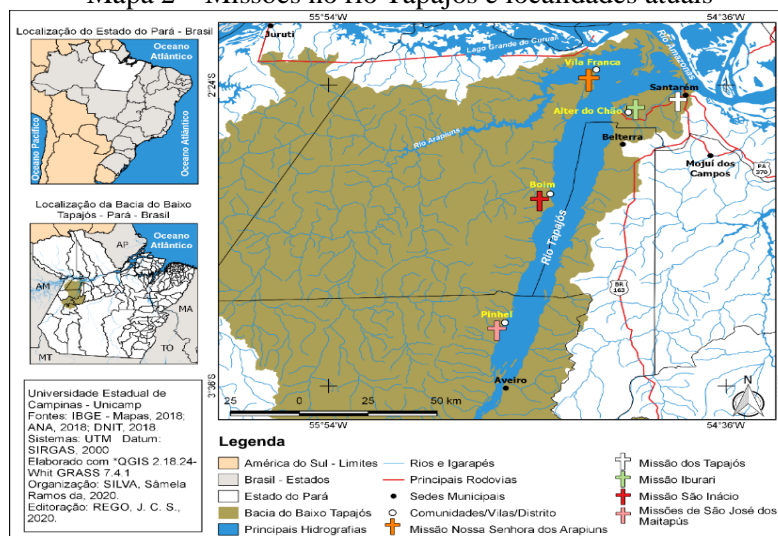 Mapa 2 – Missões no rio Tapajós e localidades atuais
Localização do Estado do Pará - Brasil
Oceano
Atlântico
Oceano Pacífico
Localização da Bacia do Baixo
Tapajós - Pará - Brasil
Oceano
Atlântico
AP
AM
MA
TO
MT
Universidade Estadual de
Campinas - Unicamp
Fontes: IBGE - Mapas, 2018;
ANA, 2018; DNIT, 2018.
Sistemas: UTM Datum:
SIRGAS, 2000
Elaborado com "QGIS 2.18.24-
Whit GRASS 7.4.1
Organização: SILVA, Sâmela
Ramos da, 2020.
Editoração: REGO, J. C. S.,
2020.
55°54'W
54°36'W
2°24'S
3°36'S
Juruti
Lago Grande do Curuai
Rio Amazonas
Vila Franca
Santarém
Alter do Chão
Belterra
Mojuí dos
Campos
PA
370
Rio Arapiuns
Boim
Rio Tapajós
BR
163
Pinhel
Aveiro
N
25
0
25
50 km
55°54'W
54°36'W
Legenda
América do Sul - Limites
Brasil - Estados
Estado do Pará
Bacia do Baixo Tapajós
Principais Hidrografias
Rios e Igarapés
Principais Rodovias
Sedes Municipais
Comunidades/Vilas/Distrito
Missão Nossa Senhora dos Arapiuns
Missão dos Tapajós
Missão Iburari
Missão São Inácio
Missões de São José dos
Maitapús